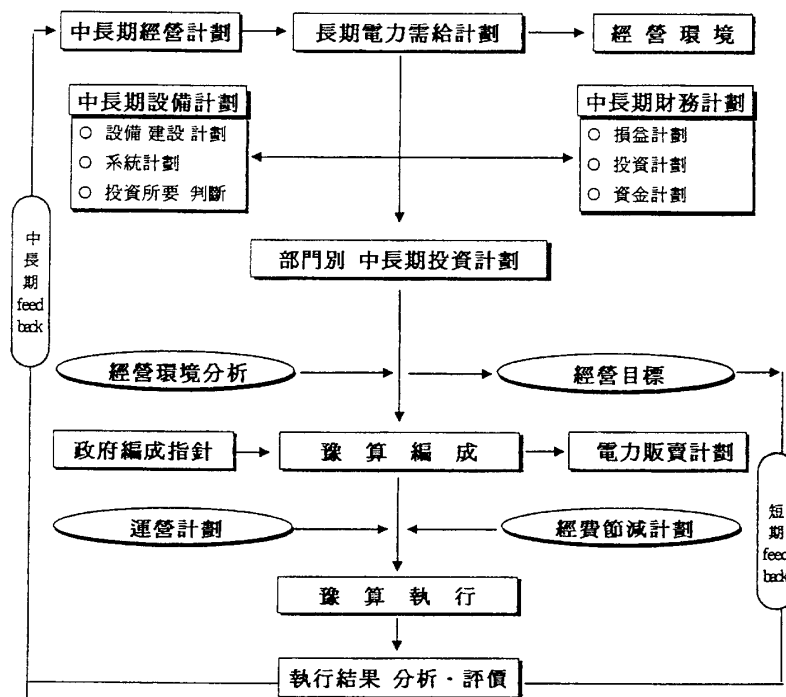 中長期經營計劃
長期電力需給計劃
經 營 環 境
中長期設備計劃
○ 設備 建設 計劃
○ 系統計劃
○ 投資所要 判斷
中長期財務計劃
○ 損益計劃
○ 投資計劃
○ 資金計劃
中
長
期
feed
back
部門別 中長期投資計劃
經營環境分析
經營目標
政府編成指針
豫 算 編 成
電力販賣計劃
運營計劃
經費節減計劃
短
期
feed
back
豫 算 執 行
執行結果 分析 · 評價